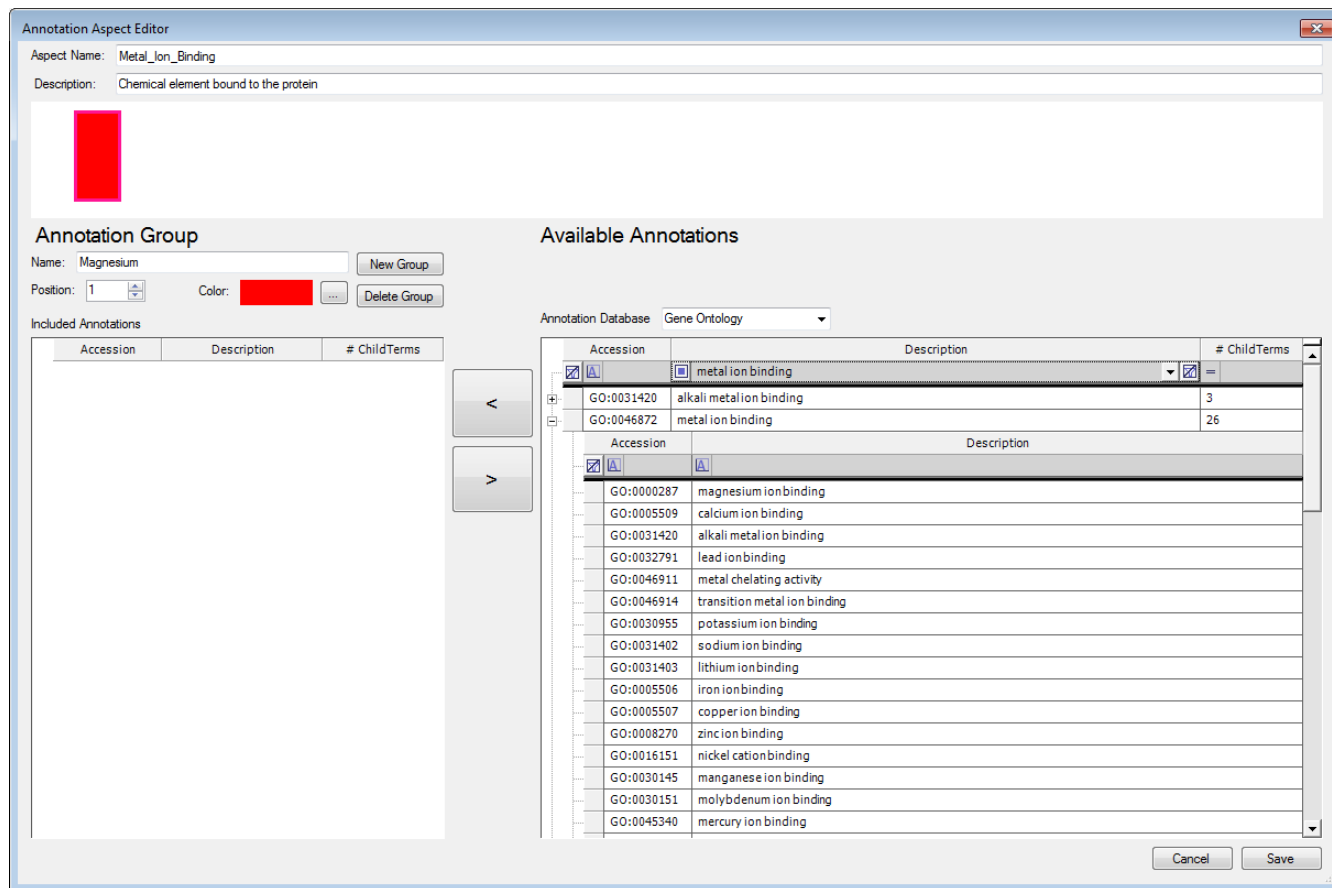 Annotation Aspect Editor
Aspect Name: Metal_Ion_Binding
Description: Chemical element bound to the protein
Annotation Group
Name: Magnesium New Group
Position: 1 Color: ... Delete Group
Included Annotations
Accession Description # ChildTerms
<
>
Available Annotations
Annotation Database Gene Ontology
Accession Description # ChildTerms
A metal ion binding =
GO:0031420 alkali metal ion binding 3
GO:0046872 metal ion binding 26
Accession Description
A A
GO:0000287 magnesium ion binding
GO:0005509 calcium ion binding
GO:0031420 alkali metal ion binding
GO:0032791 lead ion binding
GO:0046911 metal chelating activity
GO:0046914 transition metal ion binding
GO:0030955 potassium ion binding
GO:0031402 sodium ion binding
GO:0031403 lithium ion binding
GO:0005506 iron ion binding
GO:0005507 copper ion binding
GO:0008270 zinc ion binding
GO:0016151 nickel cation binding
GO:0030145 manganese ion binding
GO:0030151 molybdenum ion binding
GO:0045340 mercury ion binding
Cancel Save